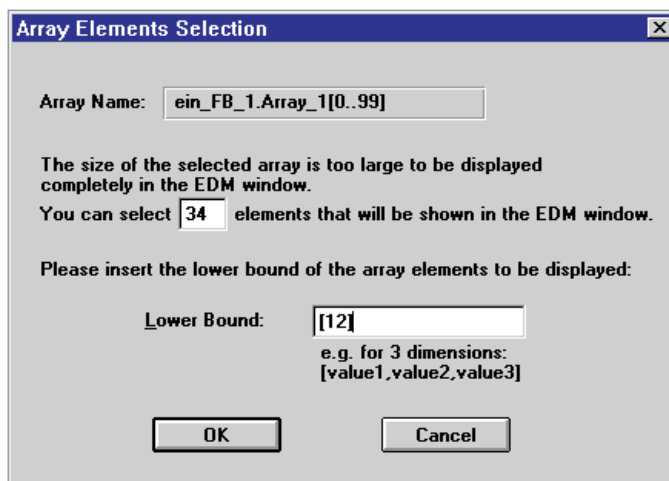 Array Elements Selection
Array Name: ein_FB_1.Array_1[0..99]
The size of the selected array is too large to be displayed
completely in the EDM window.
You can select 34 elements that will be shown in the EDM window.
Please insert the lower bound of the array elements to be displayed:
Lower Bound: [12]
e.g. for 3 dimensions:
[value1,value2,value3]
OK Cancel